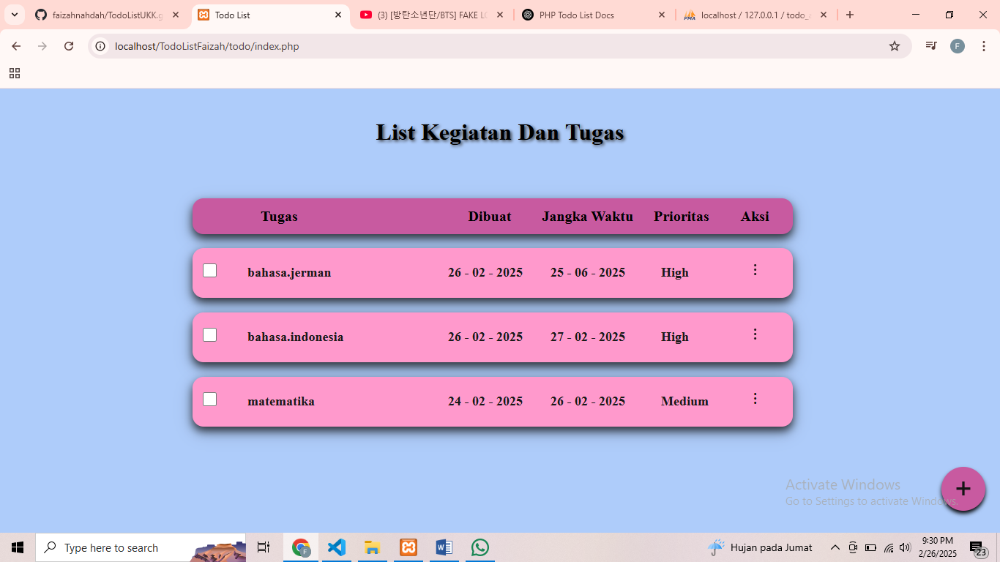 faizahnahdah/TodoListUKK.g
Todo List
(3) [방탄소년단/BTS] FAKE LO
PHP Todo List Docs
localhost / 127.0.0.1 / todo_
PMA
localhost/TodoListFaizah/todo/index.php
F
List Kegiatan Dan Tugas
Tugas Dibuat Jangka Waktu Prioritas Aksi
bahasa.jerman 26 - 02 - 2025 25 - 06 - 2025 High
bahasa.indonesia 26 - 02 - 2025 27 - 02 - 2025 High
matematika 24 - 02 - 2025 26 - 02 - 2025 Medium
+
Activate Windows
Go to Settings to activate Windows.
Type here to search
F
W
Hujan pada Jumat
9:30 PM
2/26/2025
23